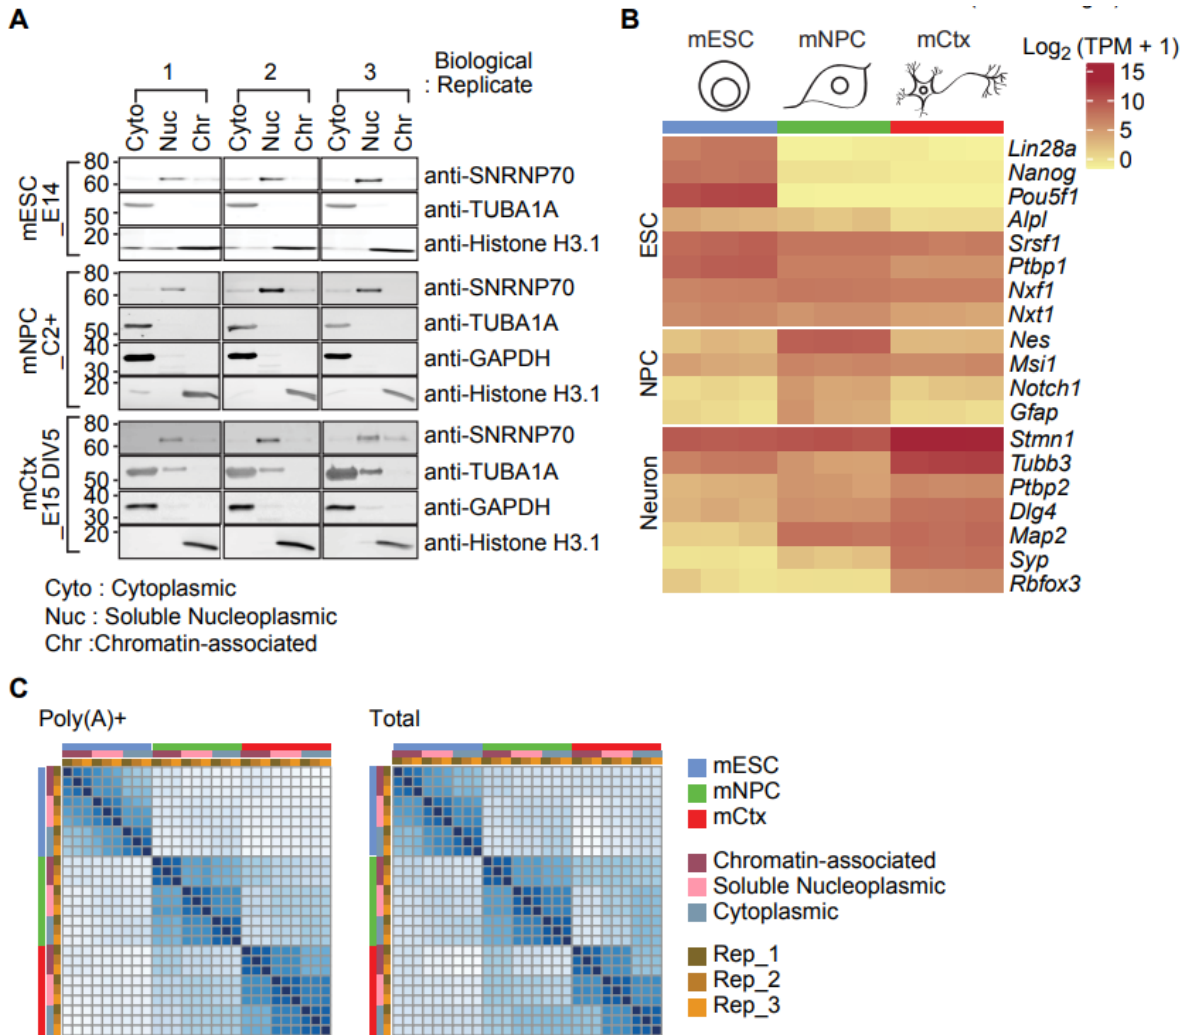 A
Biological
: Replicate
1 2 3
Cyto Nuc Chr Cyto Nuc Chr Cyto Nuc Chr
mESC
_E14
80
60
anti-SNRNP70
50
anti-TUBA1A
20
anti-Histone H3.1
mNPC
_C2+
80
60
anti-SNRNP70
50
anti-TUBA1A
40
30
anti-GAPDH
20
anti-Histone H3.1
mCtx
_E15 DIV5
80
60
anti-SNRNP70
50
anti-TUBA1A
40
30
anti-GAPDH
20
anti-Histone H3.1
Cyto : Cytoplasmic
Nuc : Soluble Nucleoplasmic
Chr :Chromatin-associated
B
mESC mNPC mCtx
Log2 (TPM + 1)
15
10
5
0
ESC
Lin28a
Nanog
Pou5f1
Alpl
Srsf1
Ptbp1
Nxf1
Nxt1
NPC
Nes
Msi1
Notch1
Gfap
Neuron
Stmn1
Tubb3
Ptbp2
Dlg4
Map2
Syp
Rbfox3
C
Poly(A)+ Total
mESC
mNPC
mCtx
Chromatin-associated
Soluble Nucleoplasmic
Cytoplasmic
Rep_1
Rep_2
Rep_3